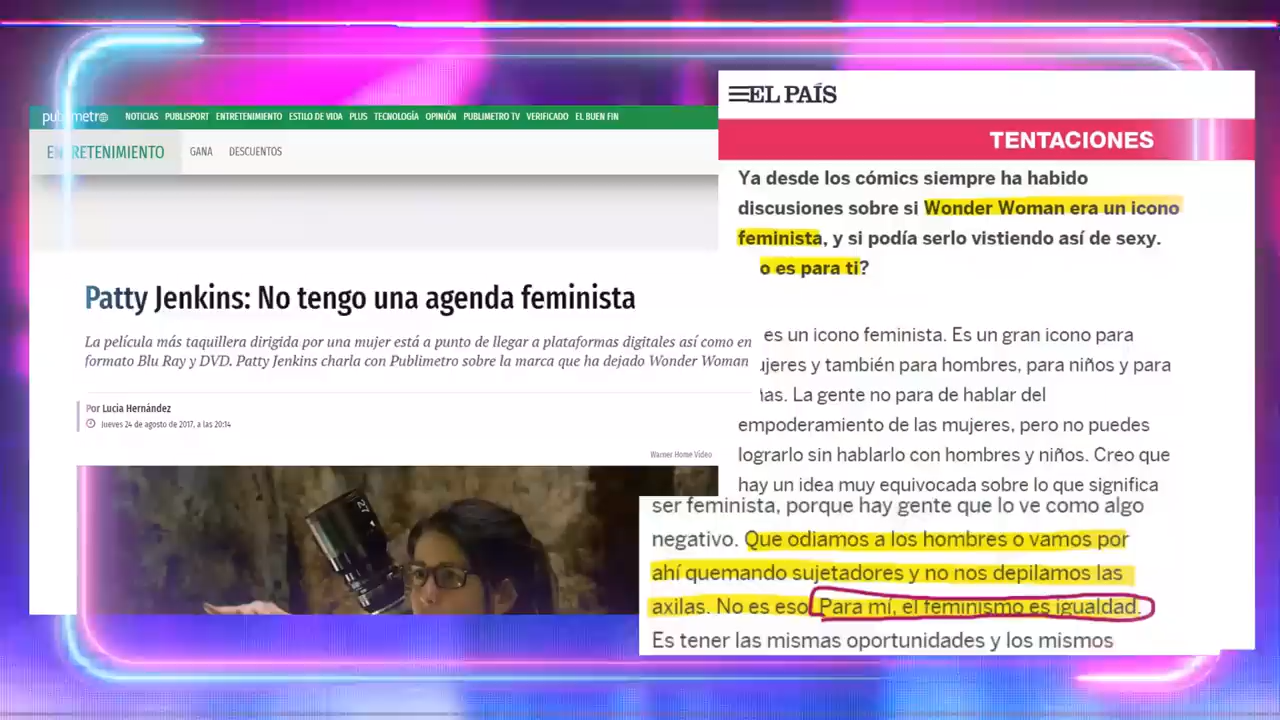 publimetro
NOTICIAS PUBLISPORT ENTRETENIMIENTO ESTILO DE VIDA PLUS TECNOLOGÍA OPINIÓN PUBLIMETRO TV VERIFICADO EL BUEN FIN
ENTRETENIMIENTO GANA DESCUENTOS
Patty Jenkins: No tengo una agenda feminista
La película más taquillera dirigida por una mujer está a punto de llegar a plataformas digitales así como en
formato Blu Ray y DVD. Patty Jenkins charla con Publimetro sobre la marca que ha dejado Wonder Woman
Por Lucia Hernández
Jueves 24 de agosto de 2017, a las 20:14
Warner Home Video
EL PAÍS
TENTACIONES
Ya desde los cómics siempre ha habido
discusiones sobre si Wonder Woman era un icono
feminista, y si podía serlo vistiendo así de sexy.
o es para ti?
es un icono feminista. Es un gran icono para
ujeres y también para hombres, para niños y para
ñas. La gente no para de hablar del
empoderamiento de las mujeres, pero no puedes
lograrlo sin hablarlo con hombres y niños. Creo que
hay un idea muy equivocada sobre lo que significa
ser feminista, porque hay gente que lo ve como algo
negativo. Que odiamos a los hombres o vamos por
ahí quemando sujetadores y no nos depilamos las
axilas. No es eso. Para mí, el feminismo es igualdad.
Es tener las mismas oportunidades y los mismos